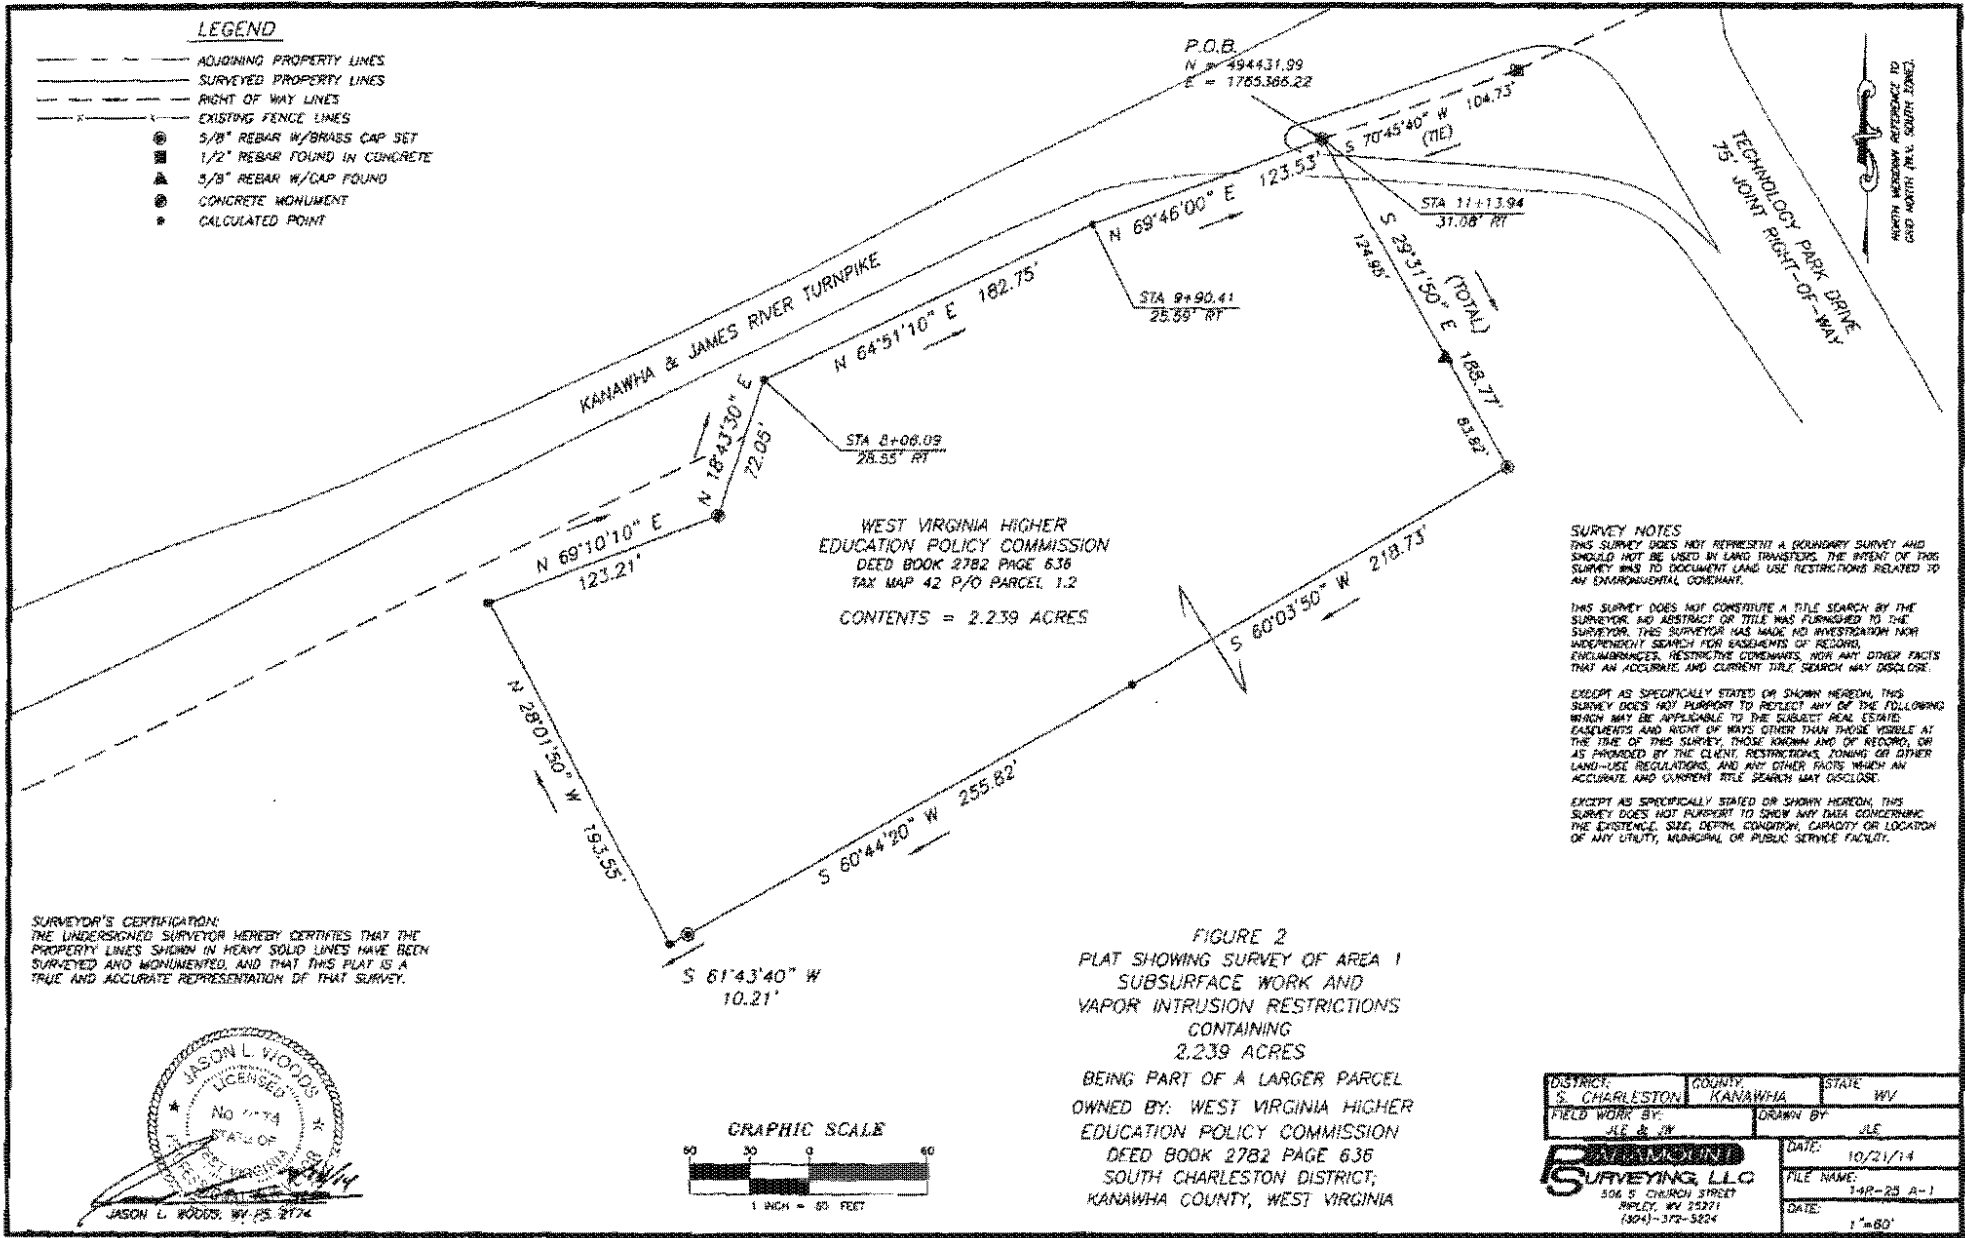 LEGEND
ADJOINING PROPERTY LINES
SURVEYED PROPERTY LINES
RIGHT OF WAY LINES
EXISTING FENCE LINES
5/8" REBAR W/BRASS CAP SET
1/2" REBAR FOUND IN CONCRETE
5/8" REBAR W/CAP FOUND
CONCRETE MONUMENT
CALCULATED POINT
P.O.B.
N = 494431.99
E = 1765366.22
S 70°45'40" W 104.73'
(TIE)
NORTH MERIDIAN REFERENCE TO
GRID NORTH (W.V. SOUTH ZONE).
TECHNOLOGY PARK DRIVE
75' JOINT RIGHT-OF-WAY
N 69°46'00" E 123.53'
STA 11+13.94
31.08' RT
S 29°31'50" E 188.77'
(TOTAL)
124.95'
83.82'
KANAWHA & JAMES RIVER TURNPIKE
N 64°51'10" E 182.75'
STA 9+90.41
25.59' RT
N 18°43'30" E
72.05'
STA 8+06.09
28.55' RT
N 69°10'10" E
123.21'
WEST VIRGINIA HIGHER
EDUCATION POLICY COMMISSION
DEED BOOK 2782 PAGE 636
TAX MAP 42 P/O PARCEL 1.2
CONTENTS = 2.239 ACRES
S 60°03'50" W 218.73'
N 28°01'50" W 193.55'
S 60°44'20" W 255.82'
S 61°43'40" W
10.21'
SURVEY NOTES
THIS SURVEY DOES NOT REPRESENT A BOUNDARY SURVEY AND
SHOULD NOT BE USED IN LAND TRANSFERS. THE INTENT OF THIS
SURVEY WAS TO DOCUMENT LAND USE RESTRICTIONS RELATED TO
AN ENVIRONMENTAL COVENANT.
THIS SURVEY DOES NOT CONSTITUTE A TITLE SEARCH BY THE
SURVEYOR. NO ABSTRACT OR TITLE WAS FURNISHED TO THE
SURVEYOR. THIS SURVEYOR HAS MADE NO INVESTIGATION NOR
INDEPENDENT SEARCH FOR EASEMENTS OF RECORD,
ENCUMBRANCES, RESTRICTIVE COVENANTS, NOR ANY OTHER FACTS
THAT AN ACCURATE AND CURRENT TITLE SEARCH MAY DISCLOSE.
EXCEPT AS SPECIFICALLY STATED OR SHOWN HEREON, THIS
SURVEY DOES NOT PURPORT TO REFLECT ANY OF THE FOLLOWING
WHICH MAY BE APPLICABLE TO THE SUBJECT REAL ESTATE:
EASEMENTS AND RIGHT OF WAYS OTHER THAN THOSE VISIBLE AT
THE TIME OF THIS SURVEY, THOSE KNOWN AND OF RECORD, OR
AS PROVIDED BY THE CLIENT, RESTRICTIONS, ZONING OR OTHER
LAND-USE REGULATIONS, AND ANY OTHER FACTS WHICH AN
ACCURATE AND CURRENT TITLE SEARCH MAY DISCLOSE.
EXCEPT AS SPECIFICALLY STATED OR SHOWN HEREON, THIS
SURVEY DOES NOT PURPORT TO SHOW ANY DATA CONCERNING
THE EXISTENCE, SIZE, DEPTH, CONDITION, CAPACITY OR LOCATION
OF ANY UTILITY, MUNICIPAL OR PUBLIC SERVICE FACILITY.
SURVEYOR'S CERTIFICATION:
THE UNDERSIGNED SURVEYOR HEREBY CERTIFIES THAT THE
PROPERTY LINES SHOWN IN HEAVY SOLID LINES HAVE BEEN
SURVEYED AND MONUMENTED, AND THAT THIS PLAT IS A
TRUE AND ACCURATE REPRESENTATION OF THAT SURVEY.
JASON L. WOODS
LICENSED
No
STATE OF
WEST VIRGINIA
JASON L. WOODS, WV PS 2174
GRAPHIC SCALE
60 30 0 60
1 INCH = 60 FEET
FIGURE 2
PLAT SHOWING SURVEY OF AREA 1
SUBSURFACE WORK AND
VAPOR INTRUSION RESTRICTIONS
CONTAINING
2.239 ACRES
BEING PART OF A LARGER PARCEL
OWNED BY: WEST VIRGINIA HIGHER
EDUCATION POLICY COMMISSION
DEED BOOK 2782 PAGE 636
SOUTH CHARLESTON DISTRICT,
KANAWHA COUNTY, WEST VIRGINIA
DISTRICT: S. CHARLESTON
COUNTY: KANAWHA
STATE WV
FIELD WORK BY: JLE & JW
DRAWN BY JLE
SURVEYING, LLC
506 S CHURCH STREET
RIPLEY, WV 25271
(304)-372-5224
DATE: 10/21/14
FILE NAME: 14R-25 A-1
DATE: 1"=60'